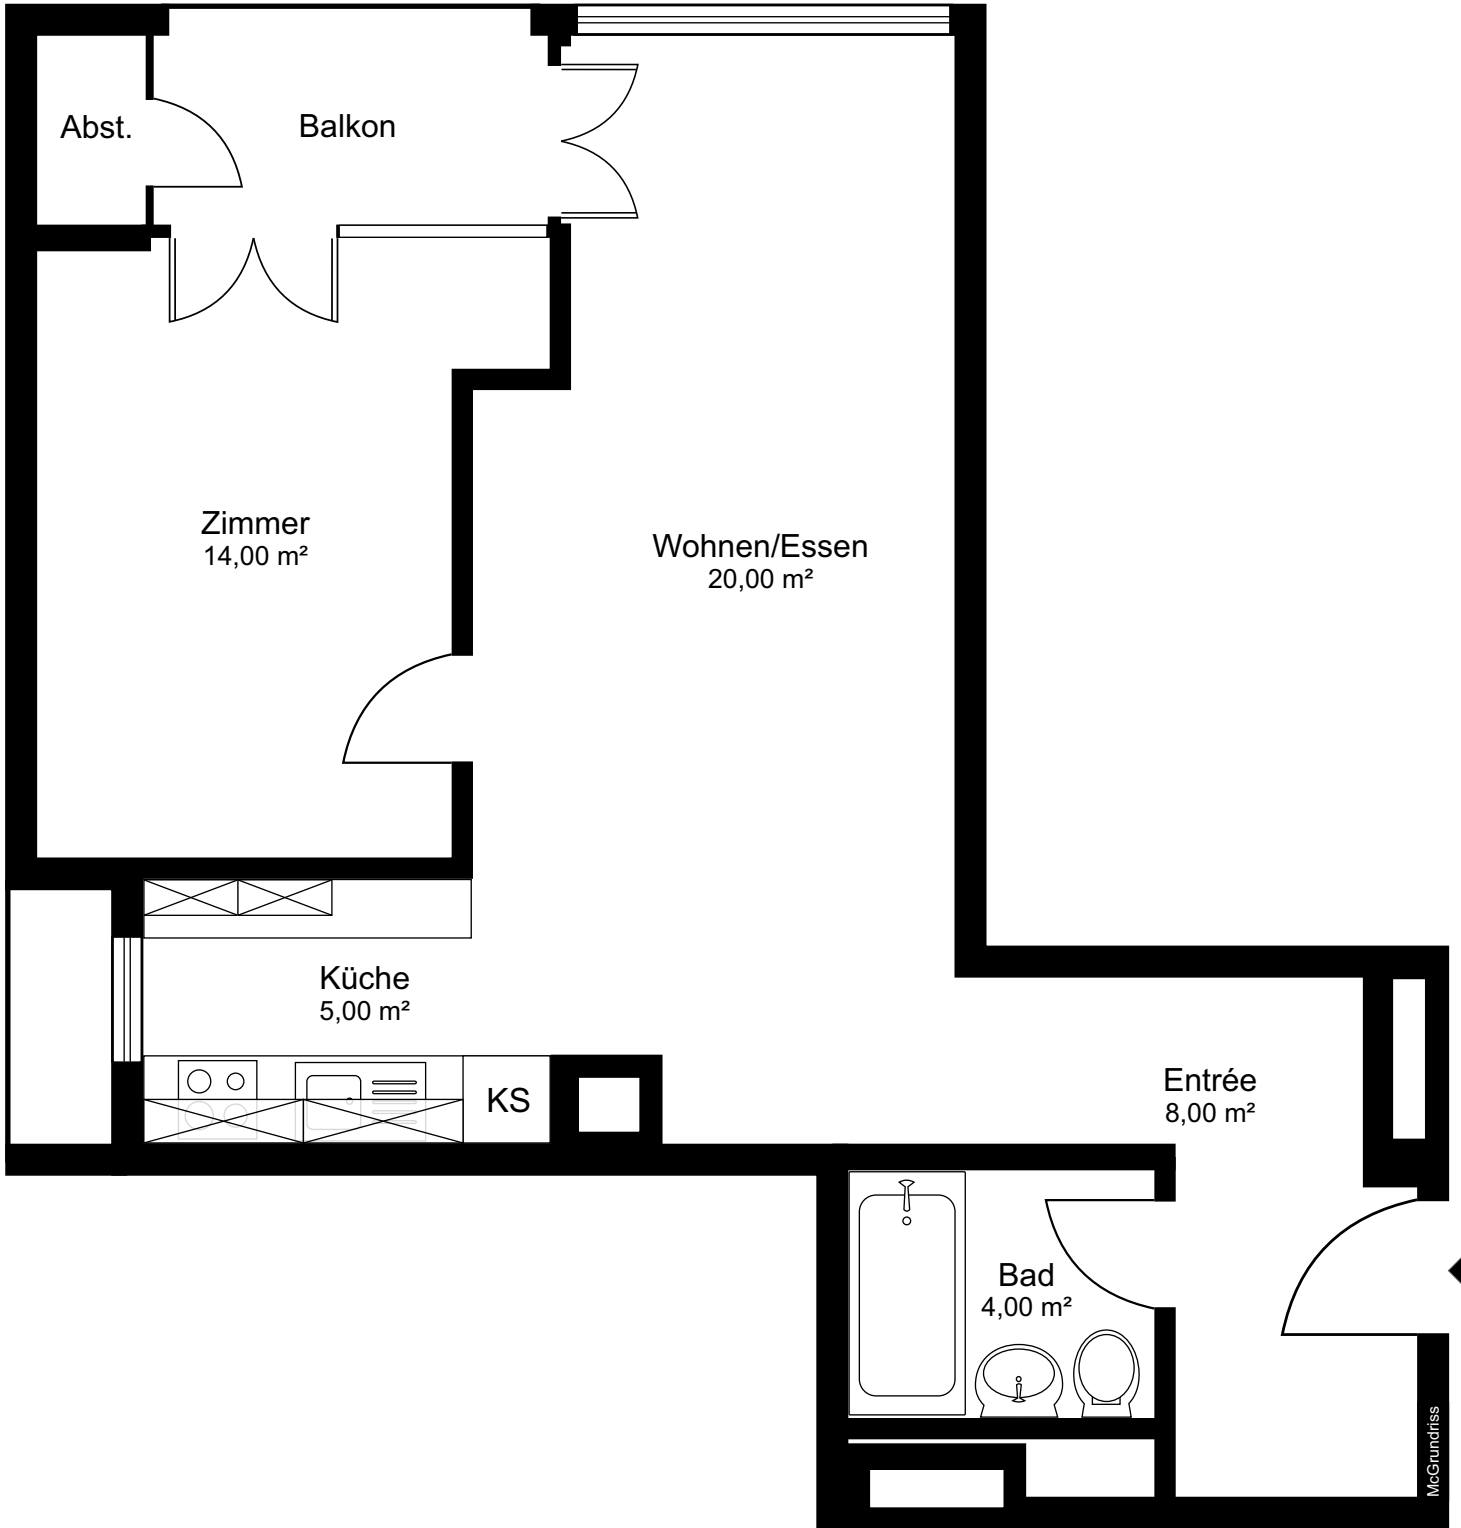 Abst.
Balkon
Zimmer
14,00 m²
Wohnen/Essen
20,00 m²
Küche
5,00 m²
KS
Entrée
8,00 m²
Bad
4,00 m²
McGrundriss